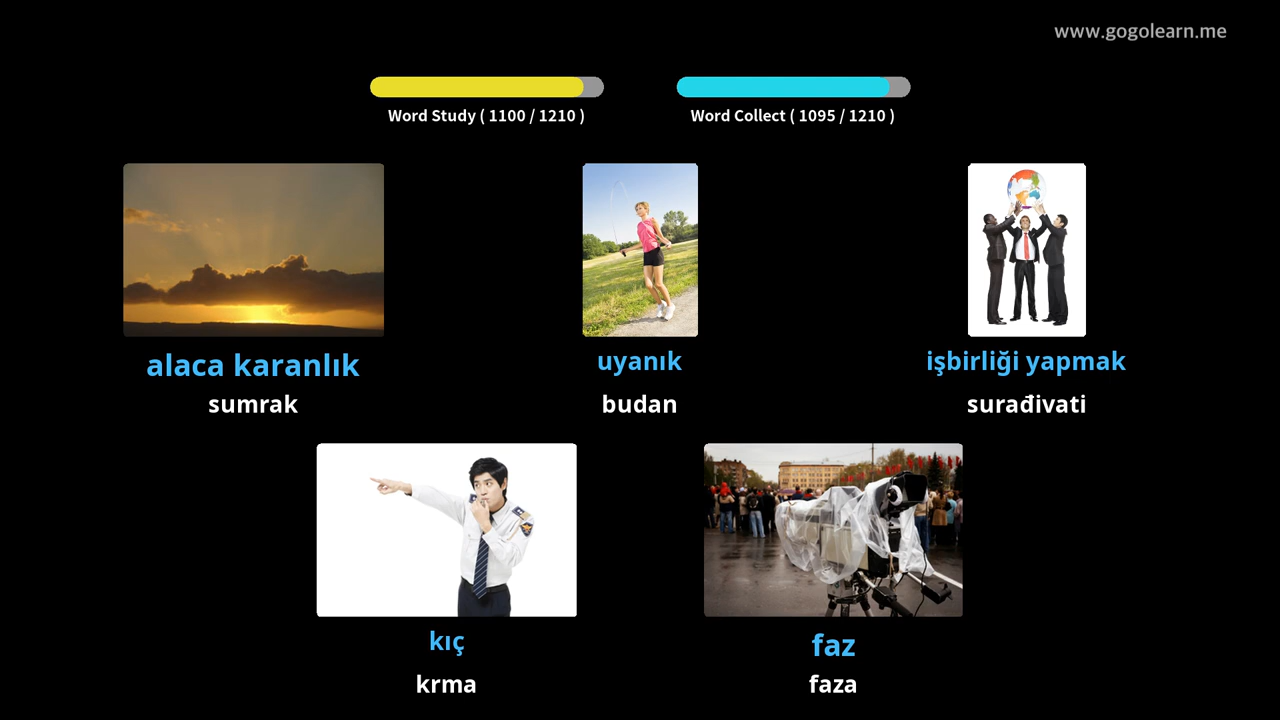 www.gogolearn.me
Word Study ( 1100 / 1210 )
Word Collect ( 1095 / 1210 )
alaca karanlık
sumrak
uyanık
budan
işbirliği yapmak
surađivati
kıç
krma
faz
faza